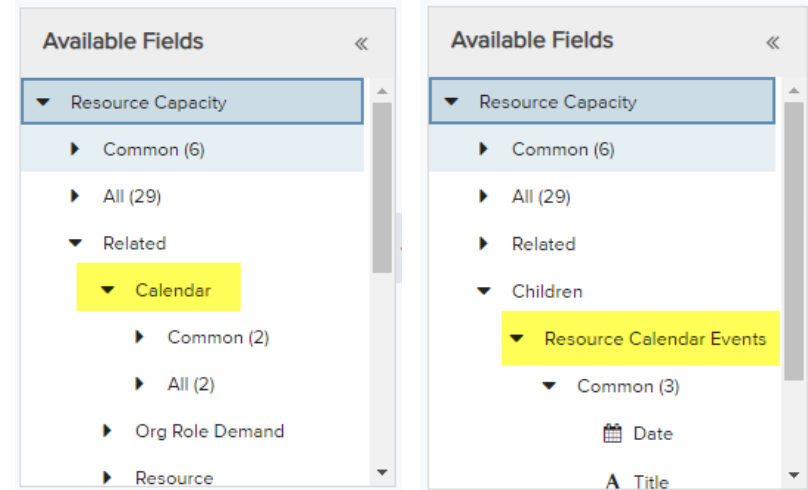 Available Fields
Resource Capacity
Common (6)
All (29)
Related
Calendar
Common (2)
All (2)
Org Role Demand
Resource
Available Fields
Resource Capacity
Common (6)
All (29)
Related
Children
Resource Calendar Events
Common (3)
Date
A Title